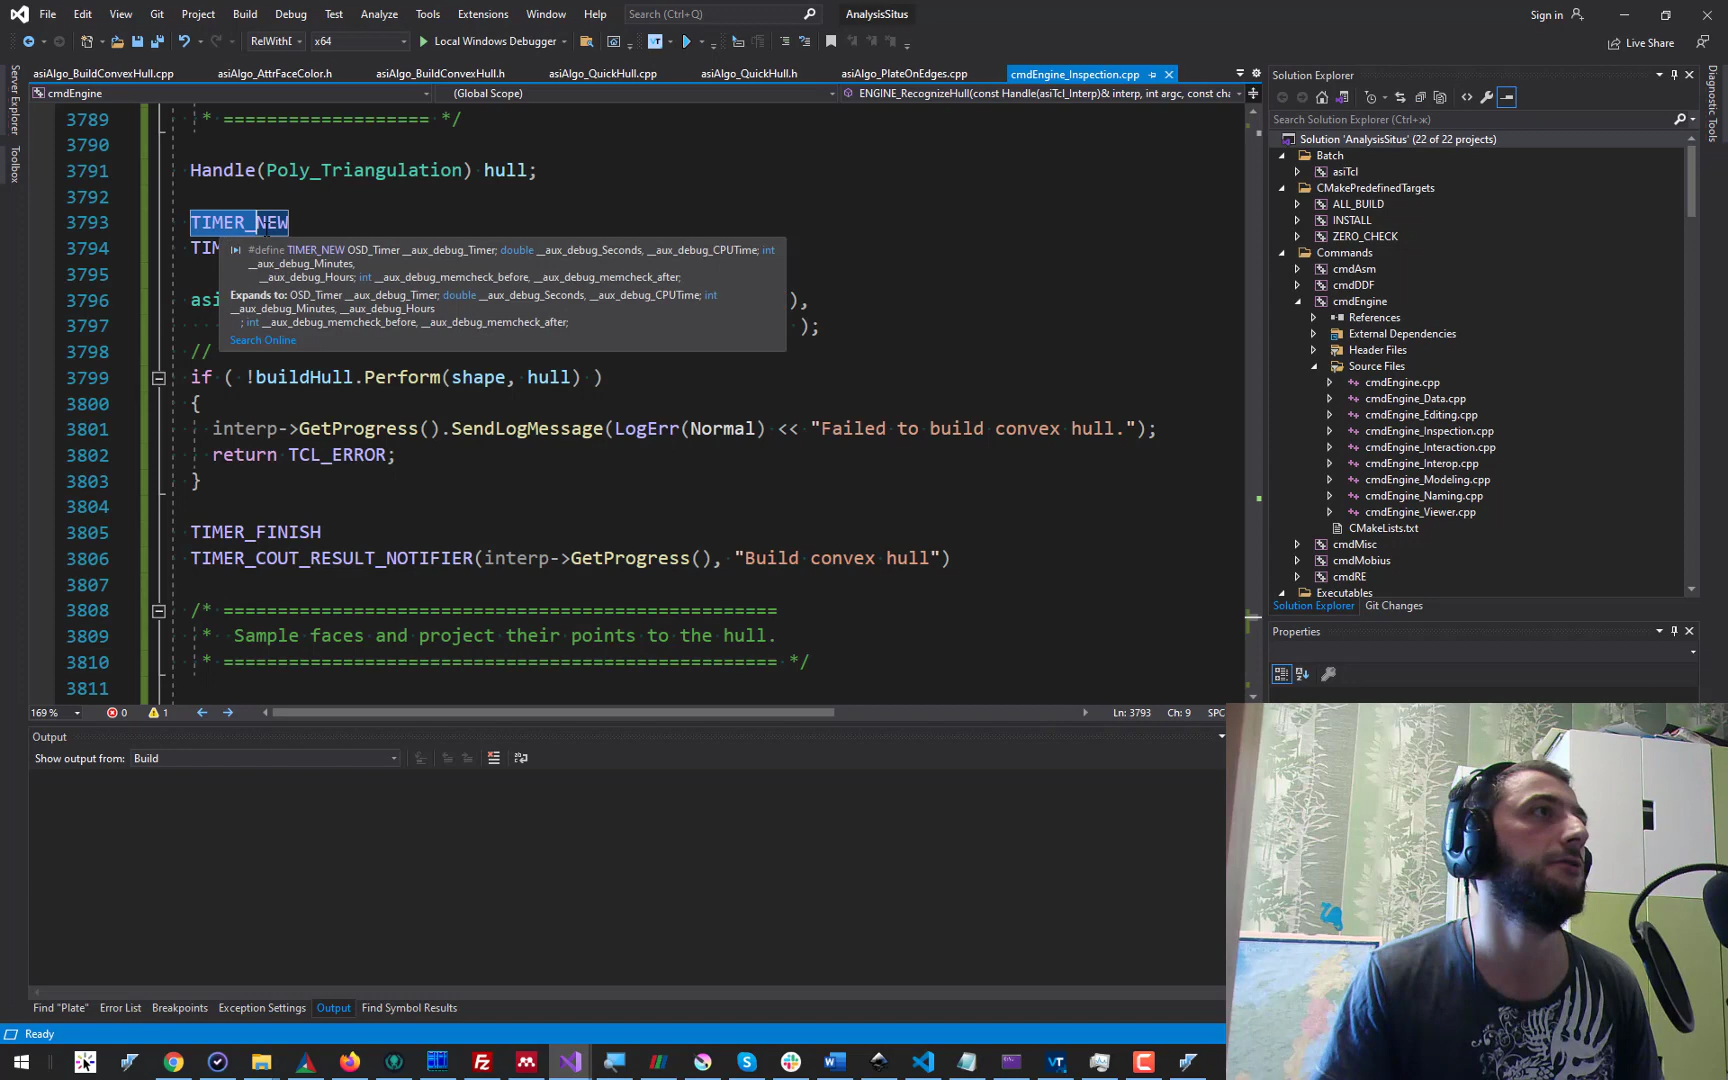 File Edit View Git Project Build Debug Test Analyze Tools Extensions Window Help Search (Ctrl+Q) AnalysisSitus Sign in
RelWithD x64 Local Windows Debugger Live Share
asiAlgo_BuildConvexHull.cpp asiAlgo_AttrFaceColor.h asiAlgo_BuildConvexHull.h asiAlgo_QuickHull.cpp asiAlgo_QuickHull.h asiAlgo_PlateOnEdges.cpp cmdEngine_Inspection.cpp
cmdEngine (Global Scope) ENGINE_RecognizeHull(const Handle(asiTcl_Interp)& interp, int argc, const cha
Server Explorer
Toolbox
3789 * =================== */
3790
3791 Handle(Poly_Triangulation) hull;
3792
3793 TIMER_NEW
3794 TIM
#define TIMER_NEW OSD_Timer __aux_debug_Timer; double __aux_debug_Seconds, __aux_debug_CPUTime; int
__aux_debug_Minutes,
__aux_debug_Hours; int __aux_debug_memcheck_before, __aux_debug_memcheck_after;
Expands to: OSD_Timer __aux_debug_Timer; double __aux_debug_Seconds, __aux_debug_CPUTime; int
__aux_debug_Minutes, __aux_debug_Hours
; int __aux_debug_memcheck_before, __aux_debug_memcheck_after;
Search Online
3795
3796 asi ),
3797 );
3798 //
3799 if ( !buildHull.Perform(shape, hull) )
3800 {
3801 interp->GetProgress().SendLogMessage(LogErr(Normal) << "Failed to build convex hull.");
3802 return TCL_ERROR;
3803 }
3804
3805 TIMER_FINISH
3806 TIMER_COUT_RESULT_NOTIFIER(interp->GetProgress(), "Build convex hull")
3807
3808 /* ===================================================
3809 * Sample faces and project their points to the hull.
3810 * =================================================== */
3811
169 % 0 1 Ln: 3793 Ch: 9 SPC
Output
Show output from: Build
Find "Plate" Error List Breakpoints Exception Settings Output Find Symbol Results
Ready
Solution Explorer
Search Solution Explorer (Ctrl+ж)
Solution 'AnalysisSitus' (22 of 22 projects)
Batch
asiTcl
CMakePredefinedTargets
ALL_BUILD
INSTALL
ZERO_CHECK
Commands
cmdAsm
cmdDDF
cmdEngine
References
External Dependencies
Header Files
Source Files
cmdEngine.cpp
cmdEngine_Data.cpp
cmdEngine_Editing.cpp
cmdEngine_Inspection.cpp
cmdEngine_Interaction.cpp
cmdEngine_Interop.cpp
cmdEngine_Modeling.cpp
cmdEngine_Naming.cpp
cmdEngine_Viewer.cpp
CMakeLists.txt
cmdMisc
cmdMobius
cmdRE
Executables
Solution Explorer Git Changes
Properties
Diagnostic Tools